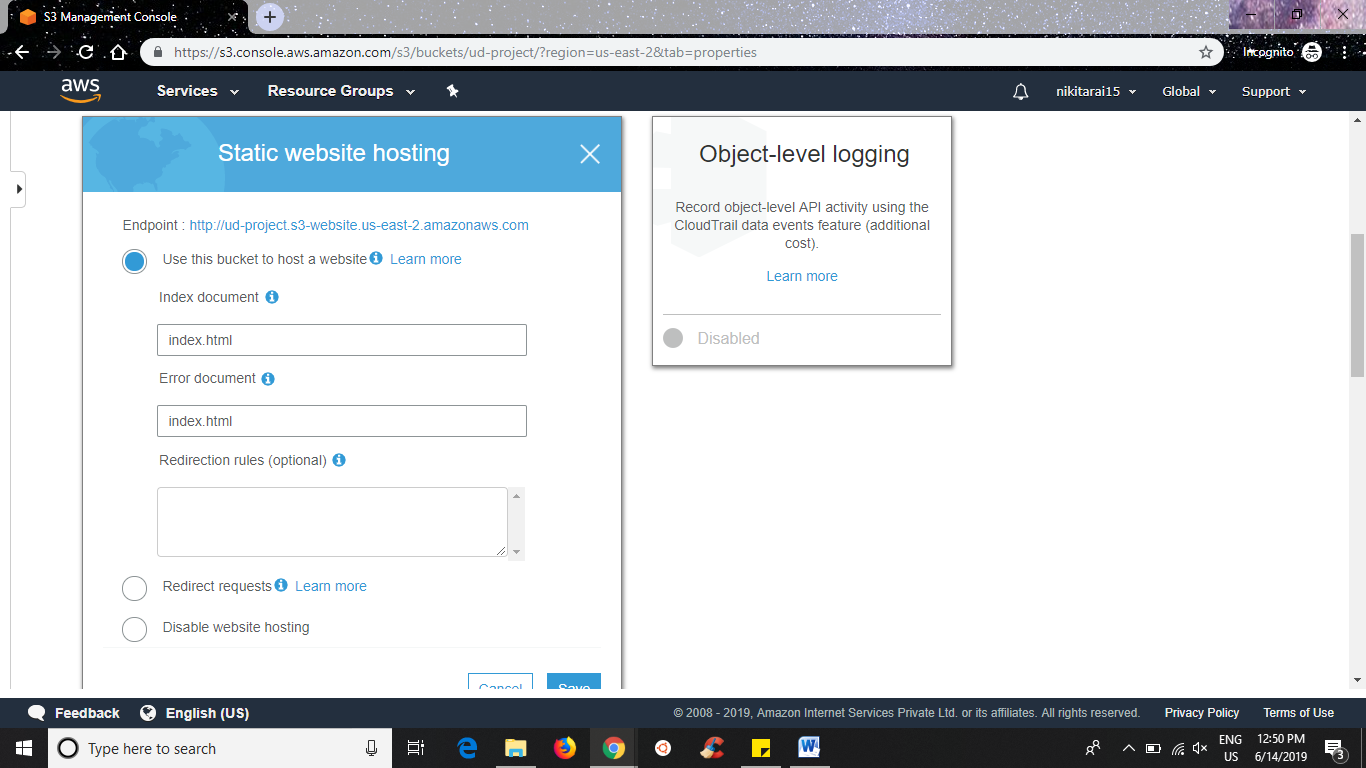 S3 Management Console
https://s3.console.aws.amazon.com/s3/buckets/ud-project/?region=us-east-2&tab=properties
Incognito
aws
Services
Resource Groups
nikitarai15
Global
Support
Static website hosting
Endpoint : http://ud-project.s3-website.us-east-2.amazonaws.com
Use this bucket to host a website Learn more
Index document
index.html
Error document
index.html
Redirection rules (optional)
Redirect requests Learn more
Disable website hosting
Cancel
Save
Object-level logging
Record object-level API activity using the
CloudTrail data events feature (additional
cost).
Learn more
Disabled
Feedback
English (US)
© 2008 - 2019, Amazon Internet Services Private Ltd. or its affiliates. All rights reserved.
Privacy Policy
Terms of Use
Type here to search
ENG
US
12:50 PM
6/14/2019
3